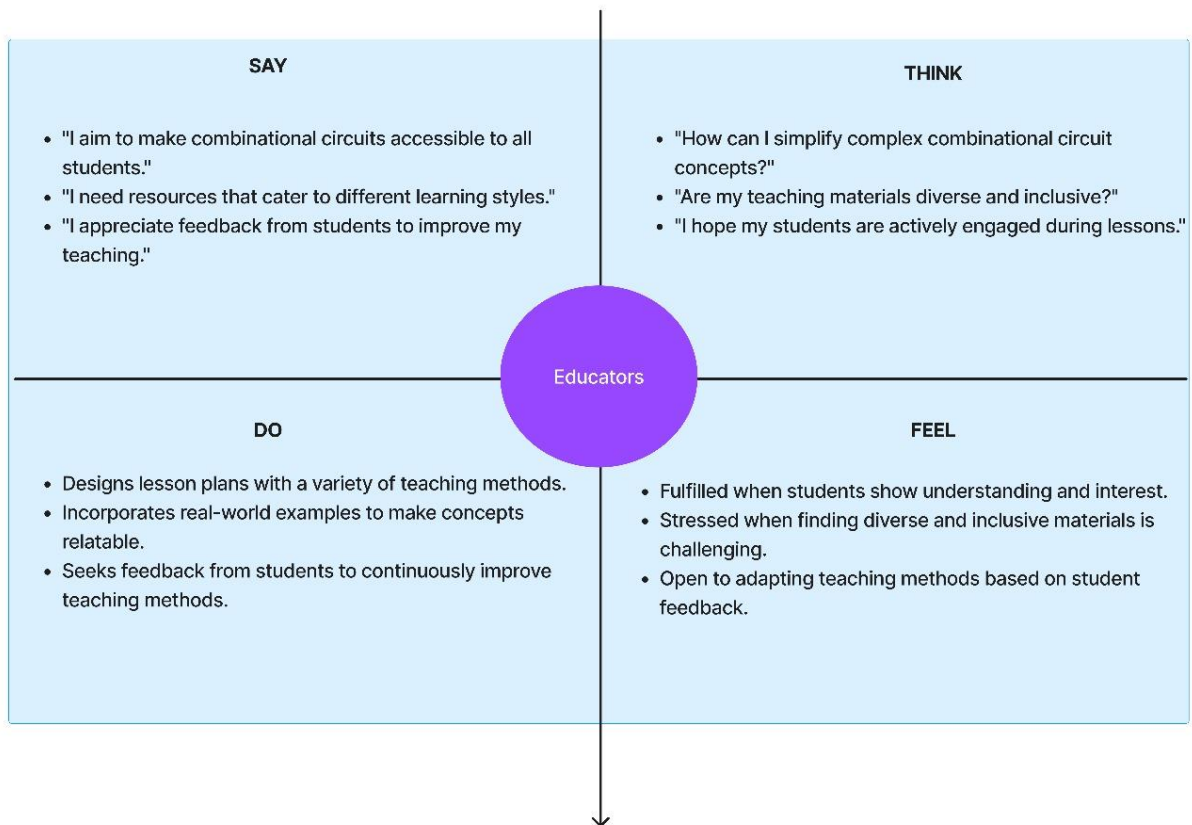 SAY
• "I aim to make combinational circuits accessible to all
students."
• "I need resources that cater to different learning styles."
• "I appreciate feedback from students to improve my
teaching."
THINK
• "How can I simplify complex combinational circuit
concepts?"
• "Are my teaching materials diverse and inclusive?"
• "I hope my students are actively engaged during lessons."
Educators
DO
• Designs lesson plans with a variety of teaching methods.
• Incorporates real-world examples to make concepts
relatable.
• Seeks feedback from students to continuously improve
teaching methods.
FEEL
• Fulfilled when students show understanding and interest.
• Stressed when finding diverse and inclusive materials is
challenging.
• Open to adapting teaching methods based on student
feedback.